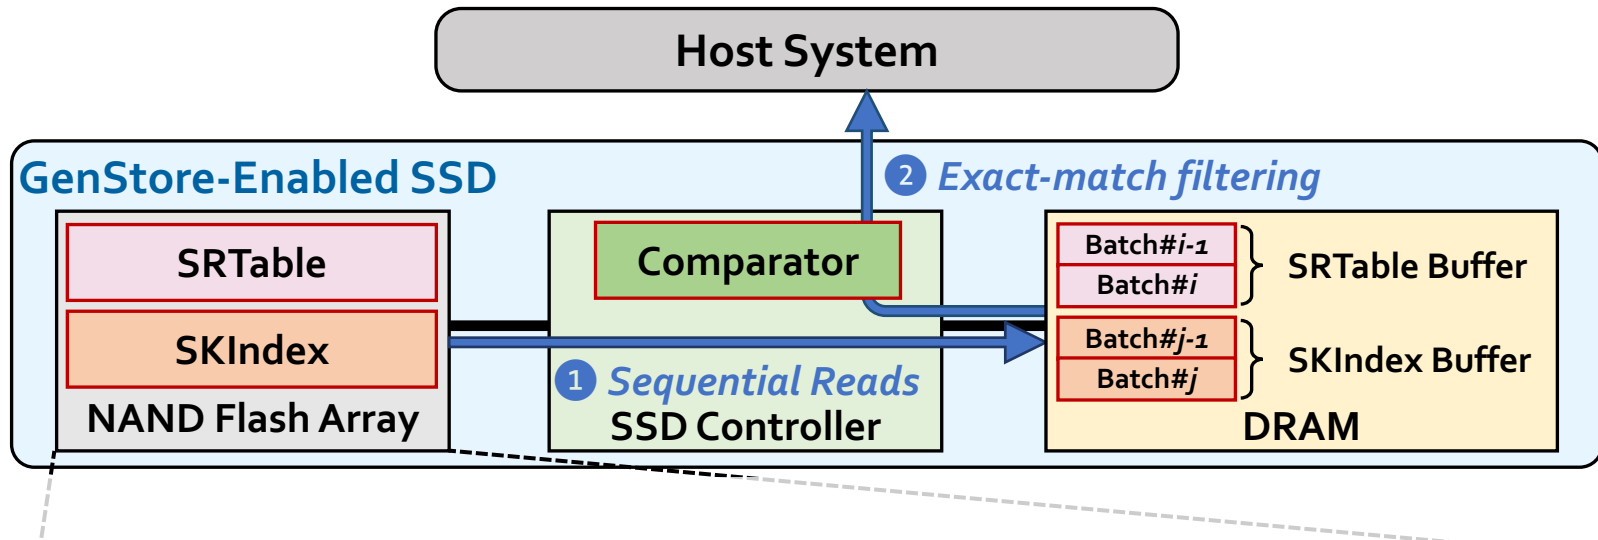 Host System
GenStore-Enabled SSD
2 Exact-match filtering
SRTable
SKIndex
NAND Flash Array
Comparator
1 Sequential Reads
SSD Controller
Batch#i-1
Batch#i
SRTable Buffer
Batch#j-1
Batch#j
SKIndex Buffer
DRAM